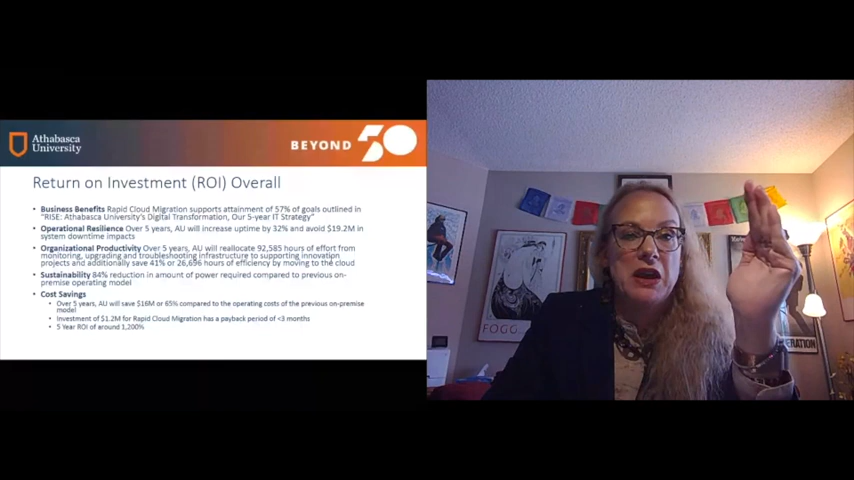 Athabasca
University
BEYOND 50
Return on Investment (ROI) Overall
• Business Benefits Rapid Cloud Migration supports attainment of 57% of goals outlined in
"RISE: Athabasca University's Digital Transformation, Our 5-year IT Strategy"
• Operational Resilience Over 5 years, AU will increase uptime by 32% and avoid $19.2M in
system downtime impacts
• Organizational Productivity Over 5 years, AU will reallocate 92,585 hours of effort from
monitoring, upgrading and troubleshooting infrastructure to supporting innovation
projects and additionally save 41% or 26,696 hours of efficiency by moving to the cloud
• Sustainability 84% reduction in amount of power required compared to previous on-
premise operating model
• Cost Savings
• Over 5 years, AU will save $16M or 65% compared to the operating costs of the previous on-premise
model
• Investment of $1.2M for Rapid Cloud Migration has a payback period of <3 months
• 5 Year ROI of around 1,200%
FOGG
ERATION